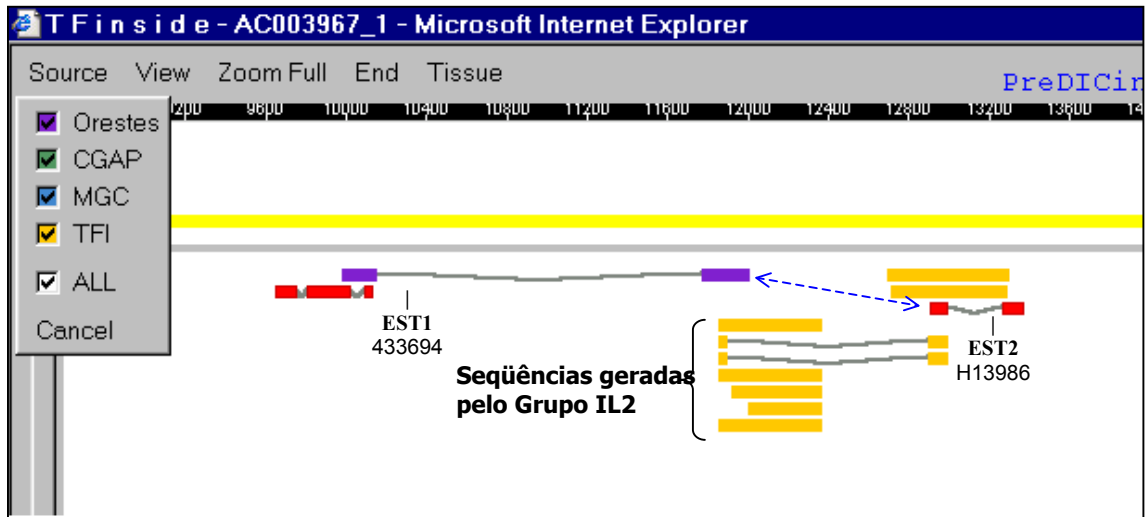 T F i n s i d e - AC003967_1 - Microsoft Internet Explorer
Source View Zoom Full End Tissue
PreDICin
9600 10000 10400 10800 11200 11600 12000 12400 12800 13200 13600
Orestes
CGAP
MGC
TFI
ALL
Cancel
EST1
433694
EST2
H13986
Seqüências geradas
pelo Grupo IL2